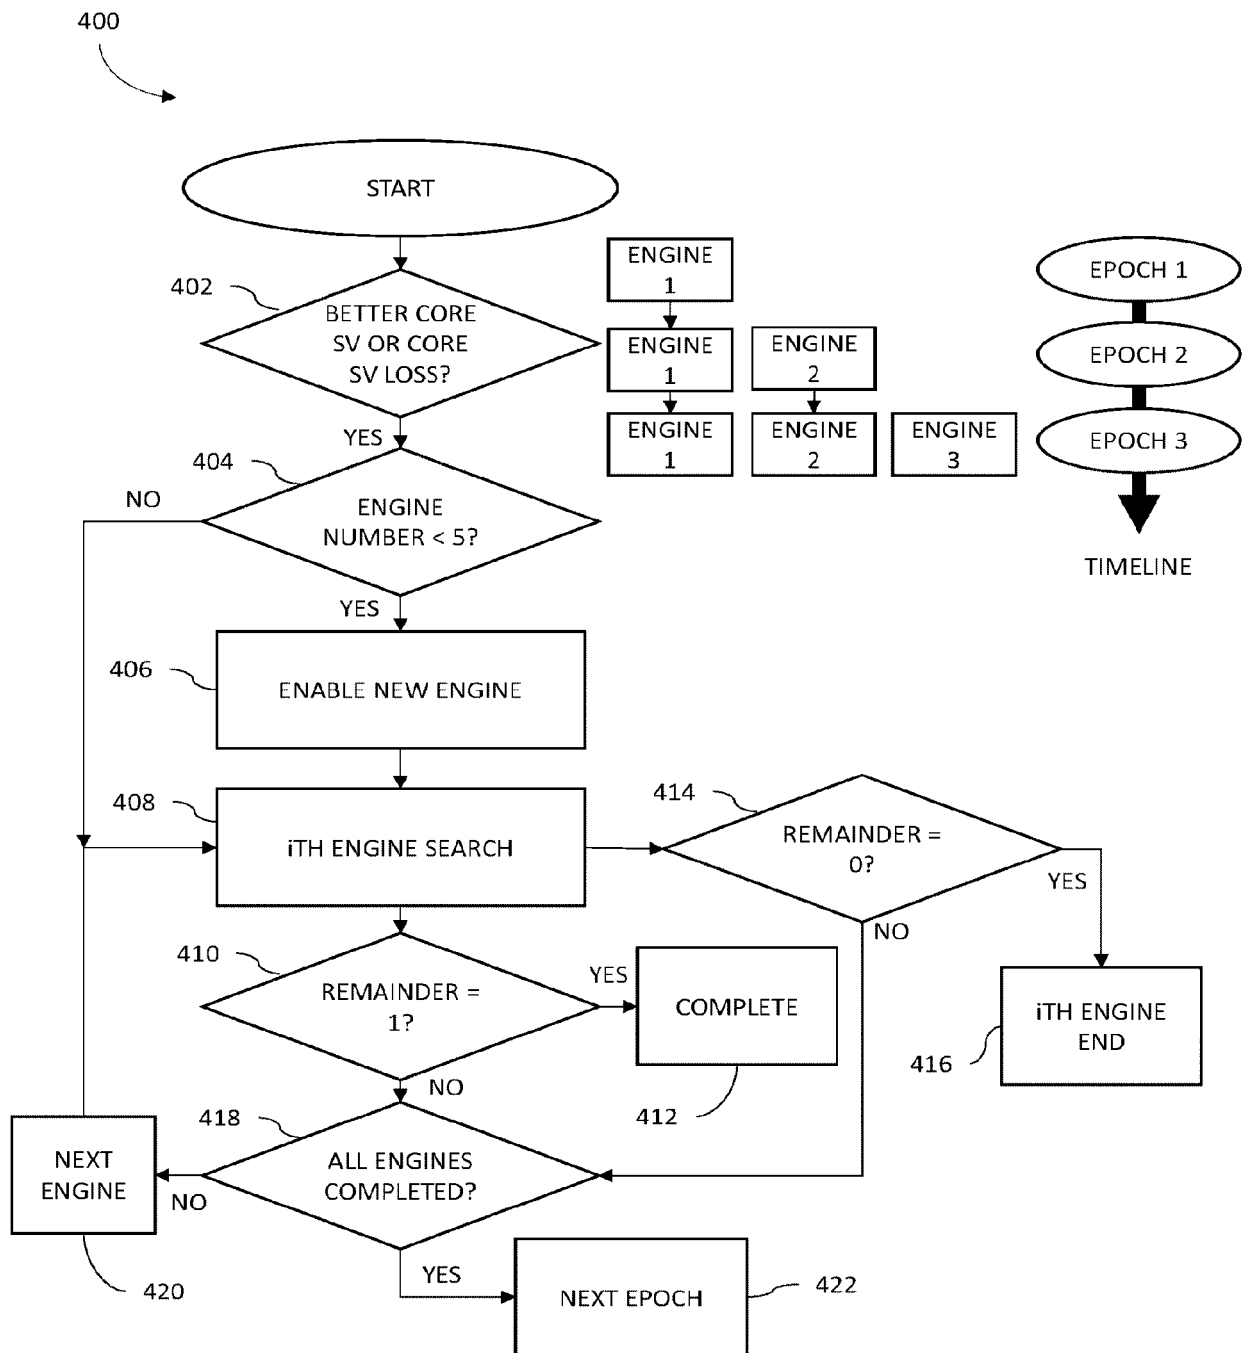 400
START
ENGINE
1
EPOCH 1
402
BETTER CORE
SV OR CORE
SV LOSS?
ENGINE
1
ENGINE
2
EPOCH 2
YES
ENGINE
1
ENGINE
2
ENGINE
3
EPOCH 3
404
NO
ENGINE
NUMBER < 5?
TIMELINE
YES
406
ENABLE NEW ENGINE
408
iTH ENGINE SEARCH
414
REMAINDER =
0?
YES
NO
410
REMAINDER =
1?
YES
COMPLETE
iTH ENGINE
END
416
NO
412
418
ALL ENGINES
COMPLETED?
NEXT
ENGINE
NO
420
YES
NEXT EPOCH
422